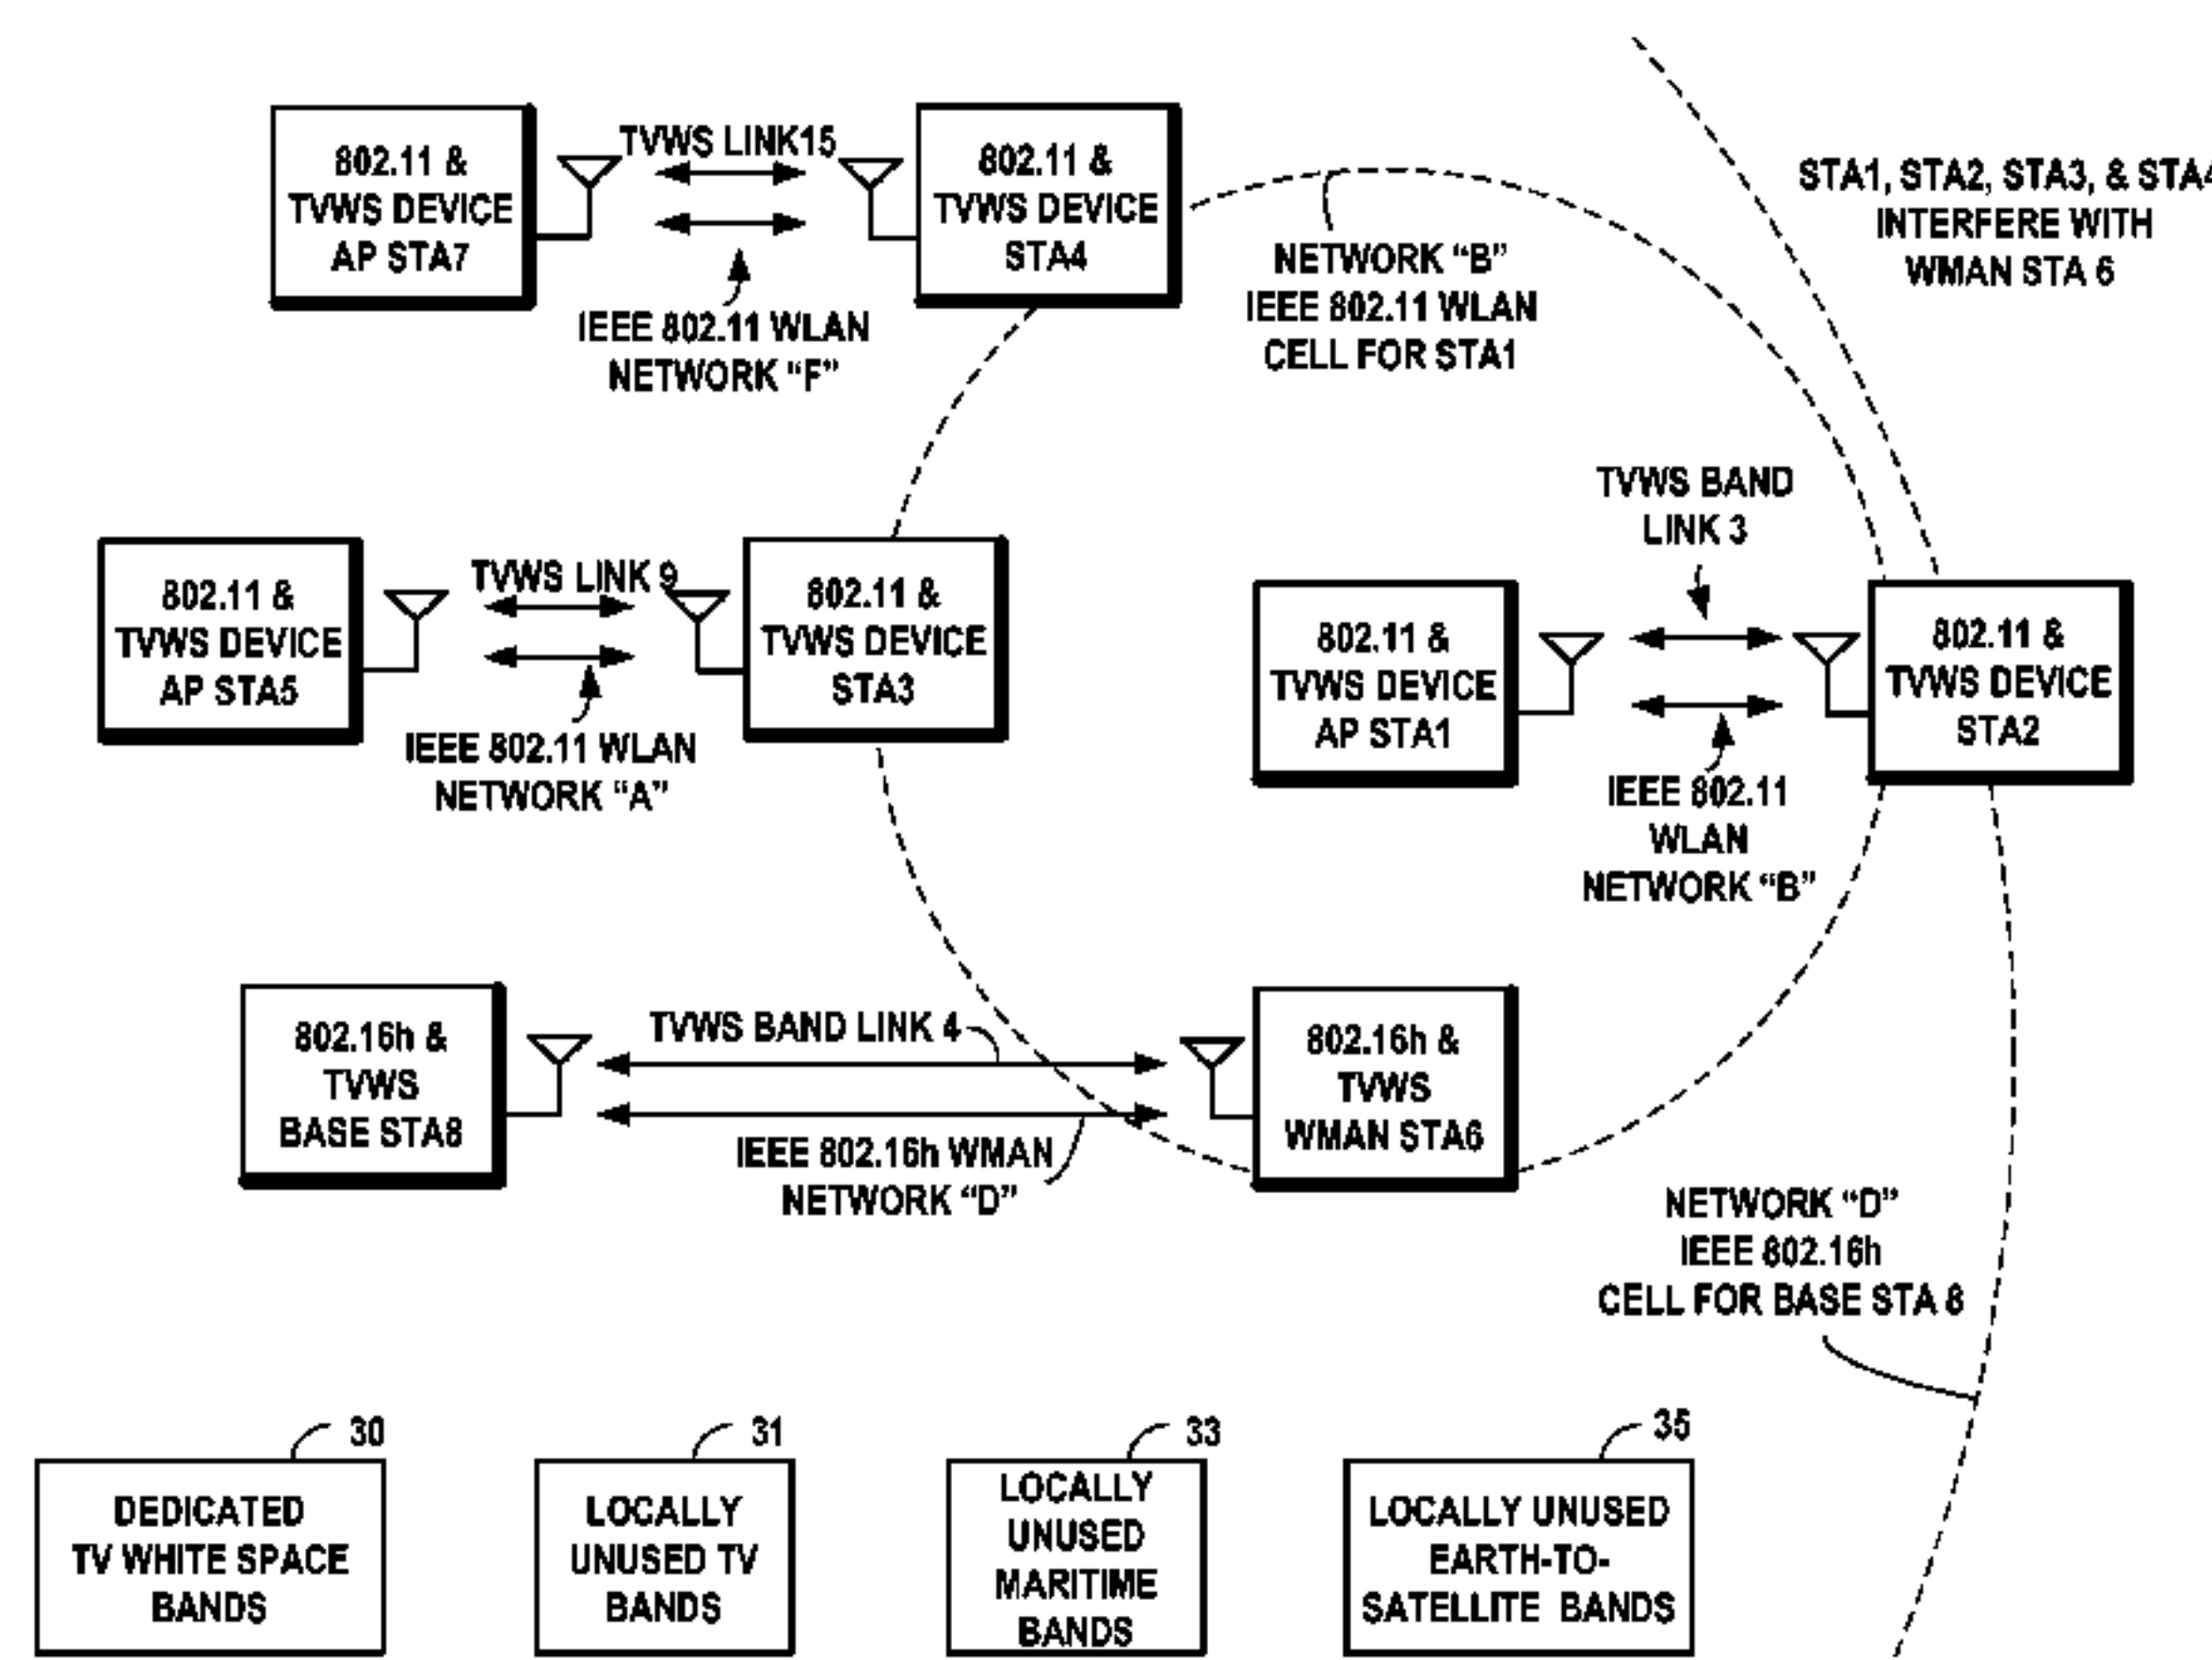 802.11 &
TVWS DEVICE
AP STA7
TVWS LINK15
IEEE 802.11 WLAN
NETWORK “F”
802.11 &
TVWS DEVICE
STA4
NETWORK “B”
IEEE 802.11 WLAN
CELL FOR STA1
STA1, STA2, STA3, & STA4
INTERFERE WITH
WMAN STA 6
802.11 &
TVWS DEVICE
AP STA5
TVWS LINK 9
IEEE 802.11 WLAN
NETWORK “A”
802.11 &
TVWS DEVICE
STA3
802.11 &
TVWS DEVICE
AP STA1
TVWS BAND
LINK 3
IEEE 802.11
WLAN
NETWORK “B”
802.11 &
TVWS DEVICE
STA2
802.16h &
TVWS
BASE STA8
TVWS BAND LINK 4
IEEE 802.16h WMAN
NETWORK “D”
802.16h &
TVWS
WMAN STA6
NETWORK “D”
IEEE 802.16h
CELL FOR BASE STA 8
30
DEDICATED
TV WHITE SPACE
BANDS
31
LOCALLY
UNUSED TV
BANDS
33
LOCALLY
UNUSED
MARITIME
BANDS
35
LOCALLY UNUSED
EARTH-TO-
SATELLITE BANDS